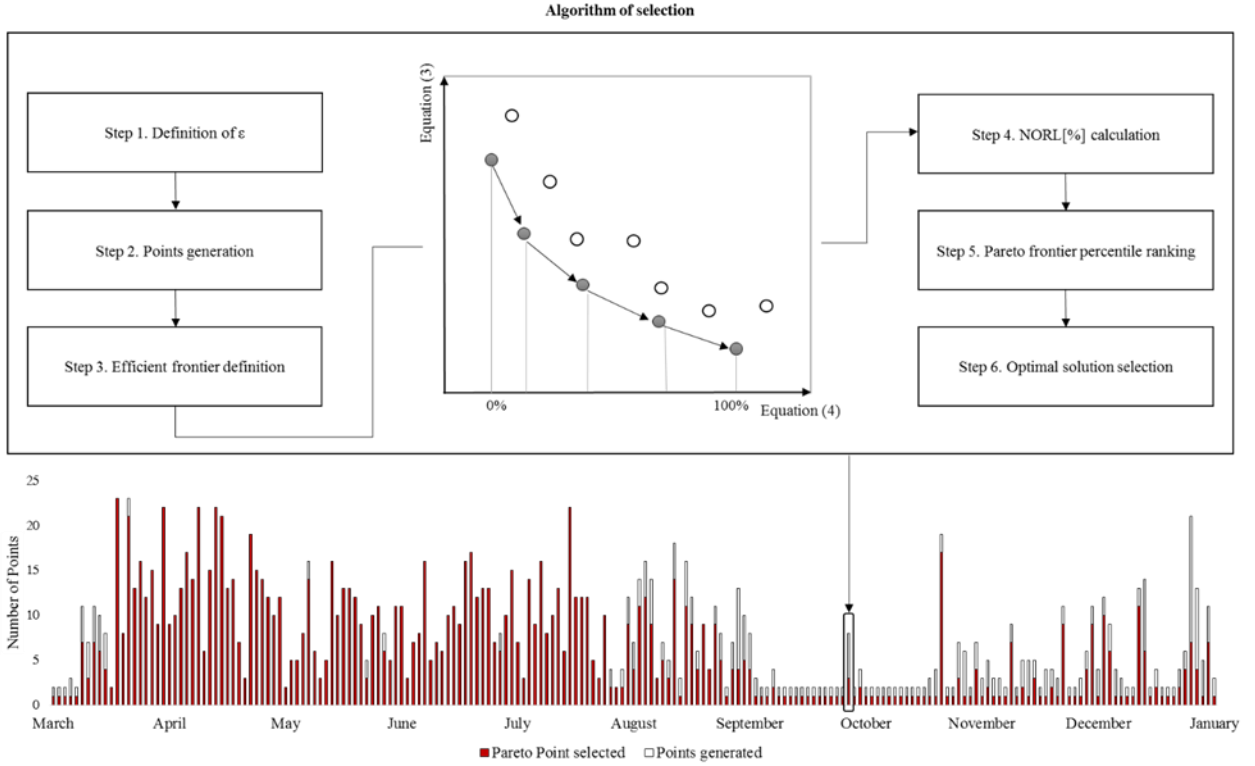 Algorithm of selection
Step 1. Definition of ε
Step 2. Points generation
Step 3. Efficient frontier definition
Equation (3)
0%
100%
Equation (4)
Step 4. NORL[%] calculation
Step 5. Pareto frontier percentile ranking
Step 6. Optimal solution selection
Number of Points
25
20
15
10
5
0
March April May June July August September October November December January
Pareto Point selected Points generated